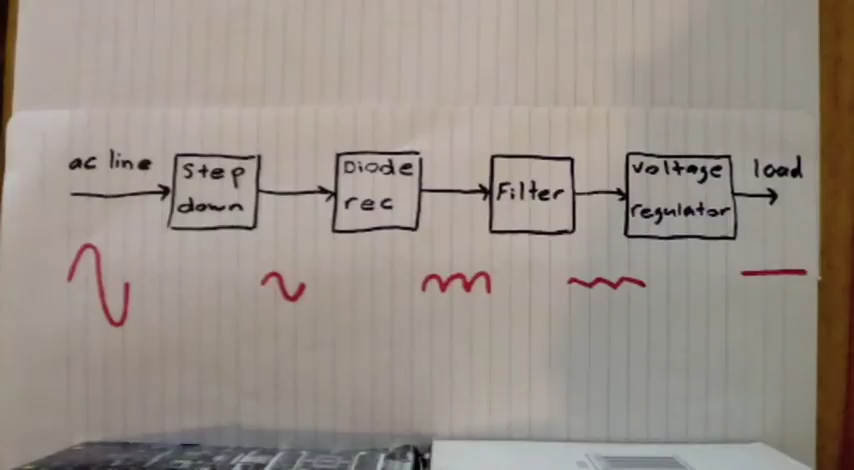 ac line
Step
down
Diode
rec
Filter
voltage
regulator
load